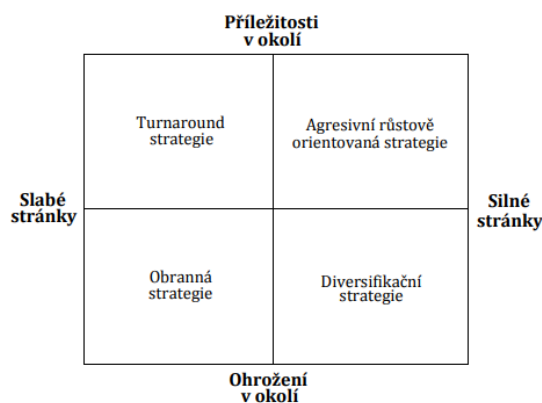 Příležitosti
v okolí
Turnaround
strategie
Agresivní růstově
orientovaná strategie
Slabé
stránky
Silné
stránky
Obranná
strategie
Diversifikační
strategie
Ohrožení
v okolí